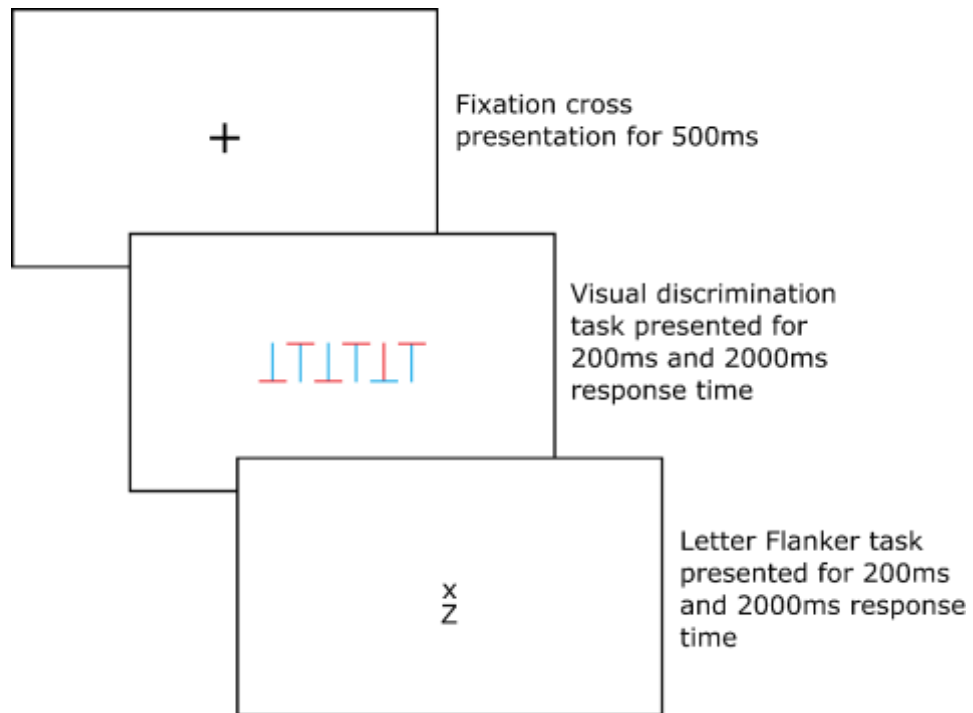 Fixation cross
presentation for 500ms
Visual discrimination
task presented for
200ms and 2000ms
response time
x
Z
Letter Flanker task
presented for 200ms
and 2000ms response
time